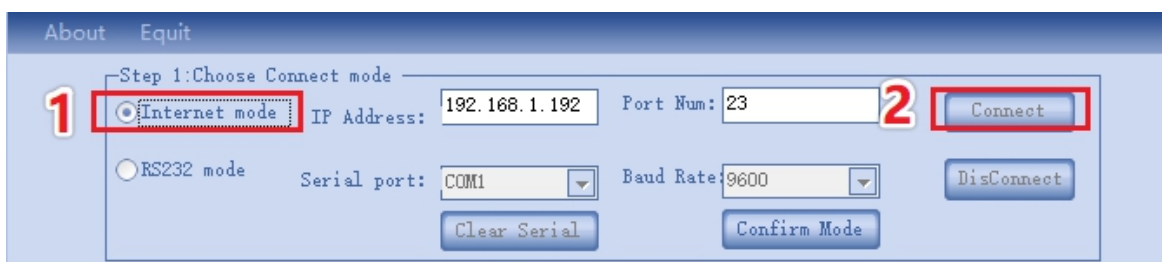 About Equit
Step 1:Choose Connect mode
1 Internet mode IP Address: 192.168.1.192 Port Num: 23 2 Connect
RS232 mode Serial port: COM1 Baud Rate: 9600 DisConnect
Clear Serial Confirm Mode